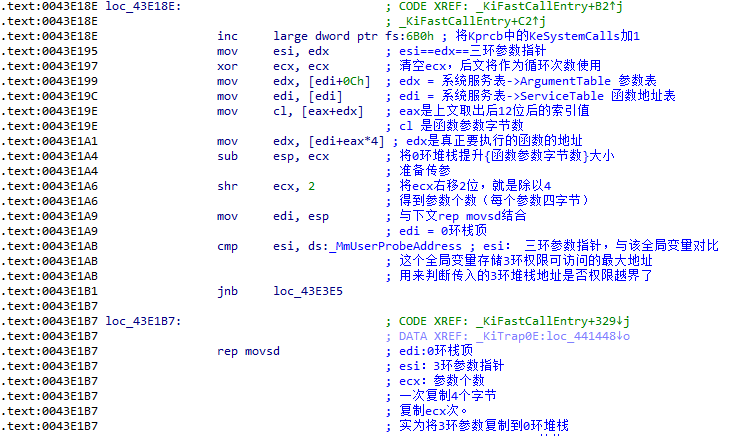 .text:0043E18E loc_43E18E: ; CODE XREF: _KiFastCallEntry+B2↑j
.text:0043E18E ; _KiFastCallEntry+C2↑j
.text:0043E18E inc large dword ptr fs:6B0h ; 将Kprcb中的KeSystemCalls加1
.text:0043E195 mov esi, edx ; esi==edx==三环参数指针
.text:0043E197 xor ecx, ecx ; 清空ecx，后文将作为循环次数使用
.text:0043E199 mov edx, [edi+0Ch] ; edx = 系统服务表->ArgumentTable 参数表
.text:0043E19C mov edi, [edi] ; edi = 系统服务表->ServiceTable 函数地址表
.text:0043E19E mov cl, [eax+edx] ; eax是上文取出后12位后的索引值
.text:0043E19E ; cl 是函数参数字节数
.text:0043E1A1 mov edx, [edi+eax*4] ; edx是真正要执行的函数的地址
.text:0043E1A4 sub esp, ecx ; 将0环堆栈提升{函数参数字节数}大小
.text:0043E1A4 ; 准备传参
.text:0043E1A6 shr ecx, 2 ; 将ecx右移2位，就是除以4
.text:0043E1A6 ; 得到参数个数（每个参数四字节）
.text:0043E1A9 mov edi, esp ; 与下文rep movsd结合
.text:0043E1A9 ; edi = 0环栈顶
.text:0043E1AB cmp esi, ds:_MmUserProbeAddress ; esi： 三环参数指针，与该全局变量对比
.text:0043E1AB ; 这个全局变量存储3环权限可访问的最大地址
.text:0043E1AB ; 用来判断传入的3环堆栈地址是否权限越界了
.text:0043E1B1 jnb loc_43E3E5
.text:0043E1B7
.text:0043E1B7 loc_43E1B7: ; CODE XREF: _KiFastCallEntry+329↓j
.text:0043E1B7 ; DATA XREF: _KiTrap0E:loc_441448↓o
.text:0043E1B7 rep movsd ; edi:0环栈顶
.text:0043E1B7 ; esi：3环参数指针
.text:0043E1B7 ; ecx：参数个数
.text:0043E1B7 ; 一次复制4个字节
.text:0043E1B7 ; 复制ecx次。
.text:0043E1B7 ; 实为将3环参数复制到0环堆栈